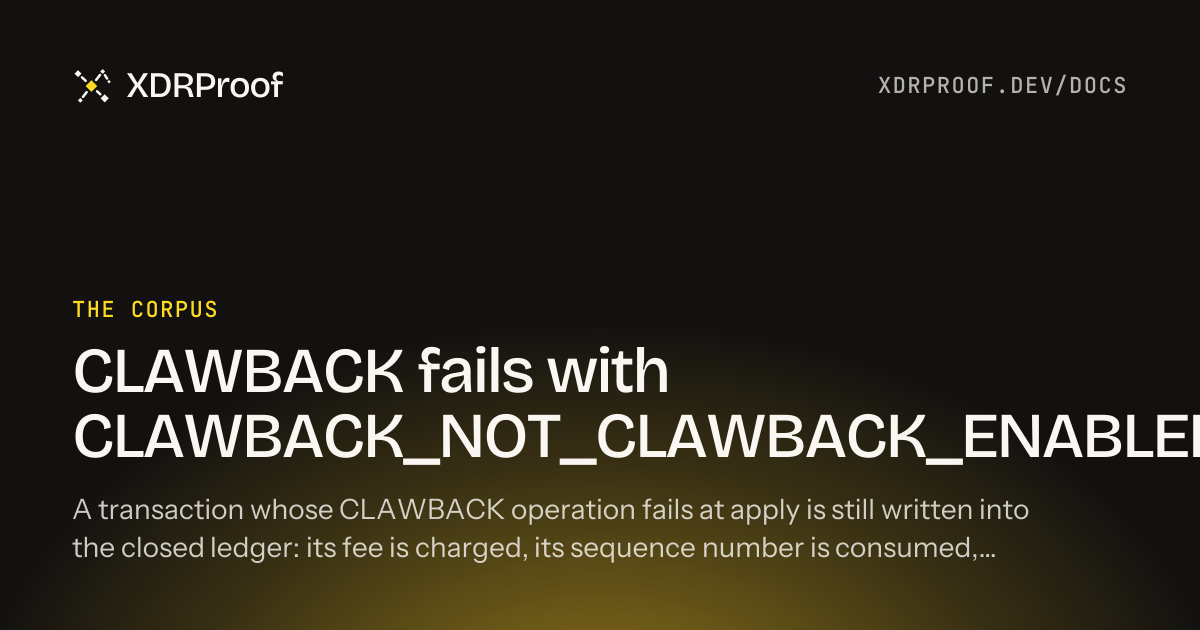 XDRProof
XDRPROOF.DEV/DOCS
THE CORPUS
CLAWBACK fails with
CLAWBACK_NOT_CLAWBACK_ENABLE
A transaction whose CLAWBACK operation fails at apply is still written into
the closed ledger: its fee is charged, its sequence number is consumed,...